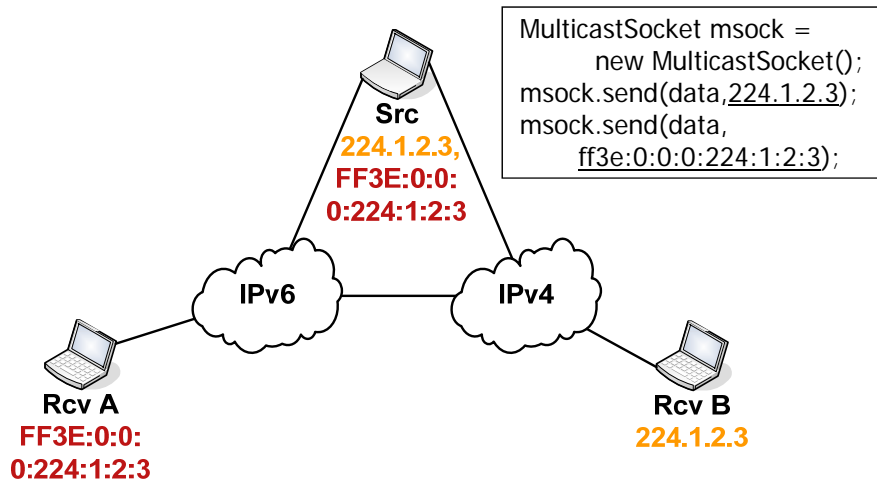 MulticastSocket msock =
new MulticastSocket();
msock.send(data,224.1.2.3);
msock.send(data,
ff3e:0:0:0:224:1:2:3);
Src
224.1.2.3,
FF3E:0:0:
0:224:1:2:3
IPv6
IPv4
Rcv A
FF3E:0:0:
0:224:1:2:3
Rcv B
224.1.2.3